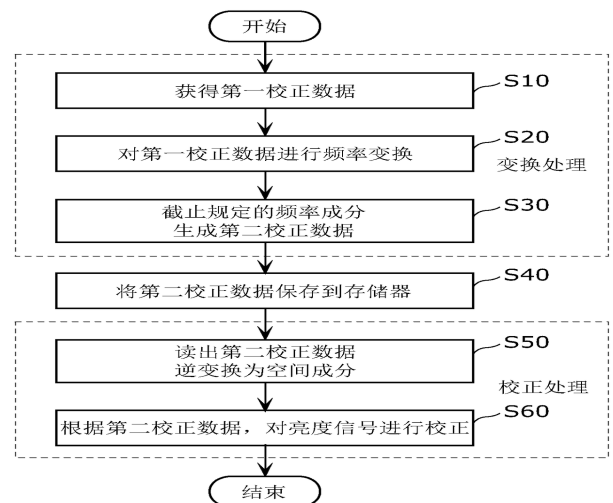 开始
获得第一校正数据
S10
对第一校正数据进行频率变换
S20
变换处理
截止规定的频率成分
生成第二校正数据
S30
将第二校正数据保存到存储器
S40
读出第二校正数据
逆变换为空间成分
S50
校正处理
根据第二校正数据，对亮度信号进行校正
S60
结束